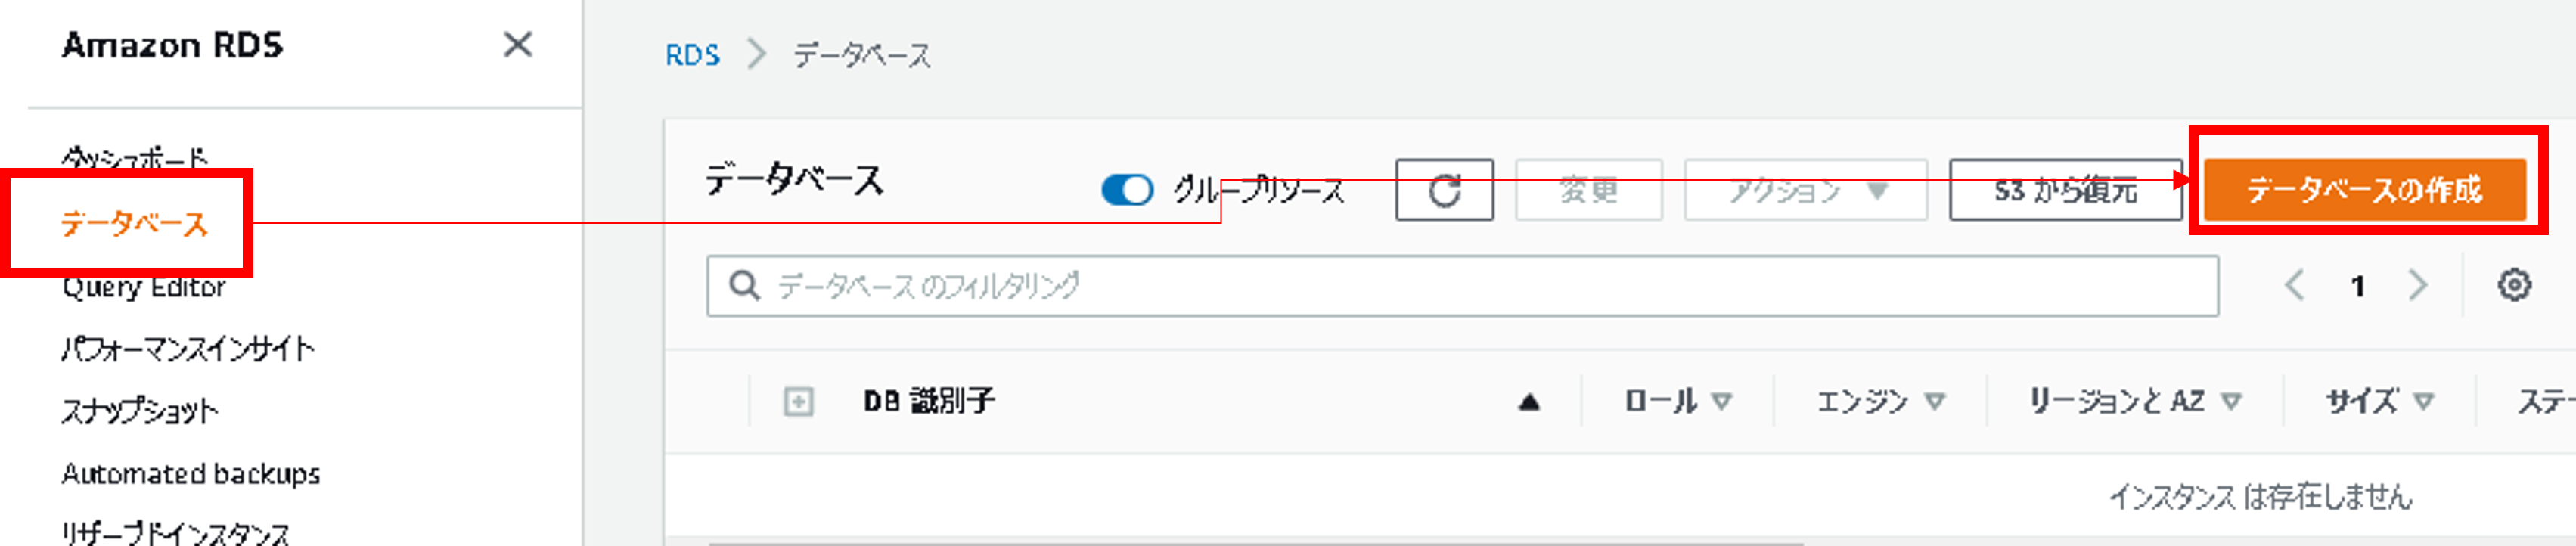 Amazon RDS
ダッシュボード
データベース
Query Editor
パフォーマンスインサイト
スナップショット
Automated backups
リザーブドインスタンス
RDS > データベース
データベース
グループリソース
変更
アクション
S3 から復元
データベースの作成
データベース のフィルタリング
1
DB 識別子
ロール
エンジン
リージョンと AZ
サイズ
ステー
インスタンス は存在しません